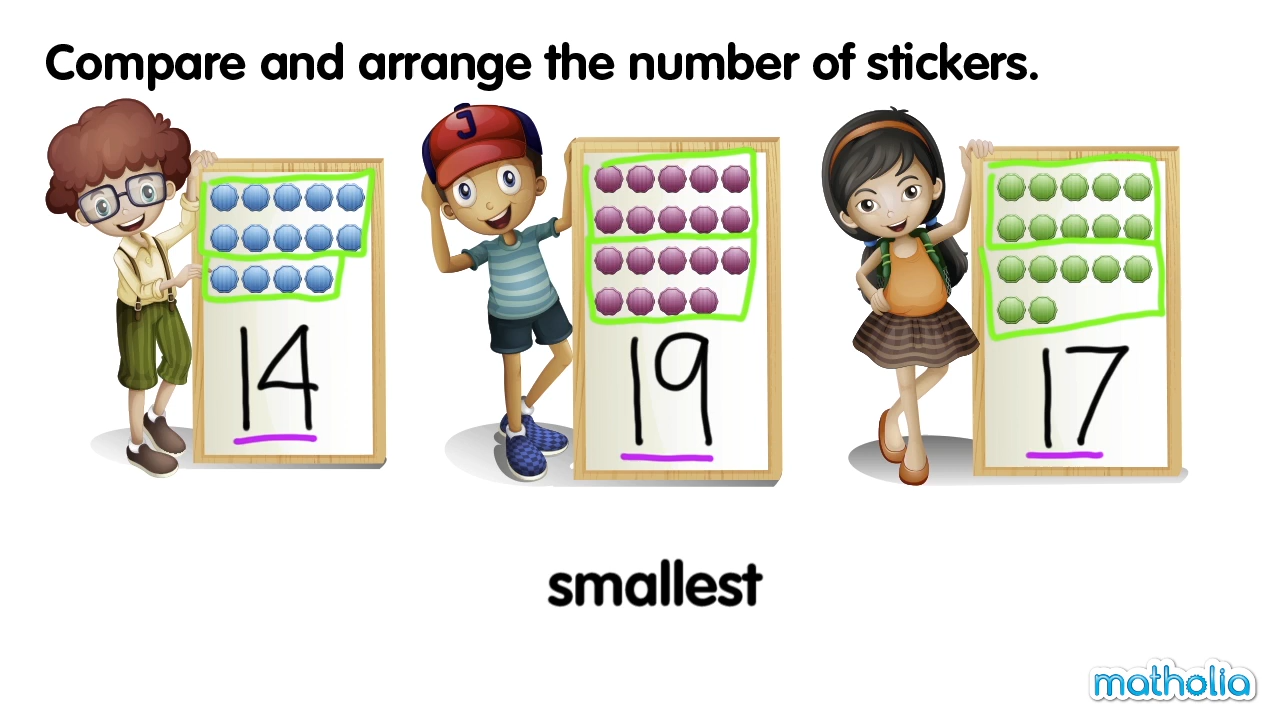 Compare and arrange the number of stickers.
J
14
19
17
smallest
matholia